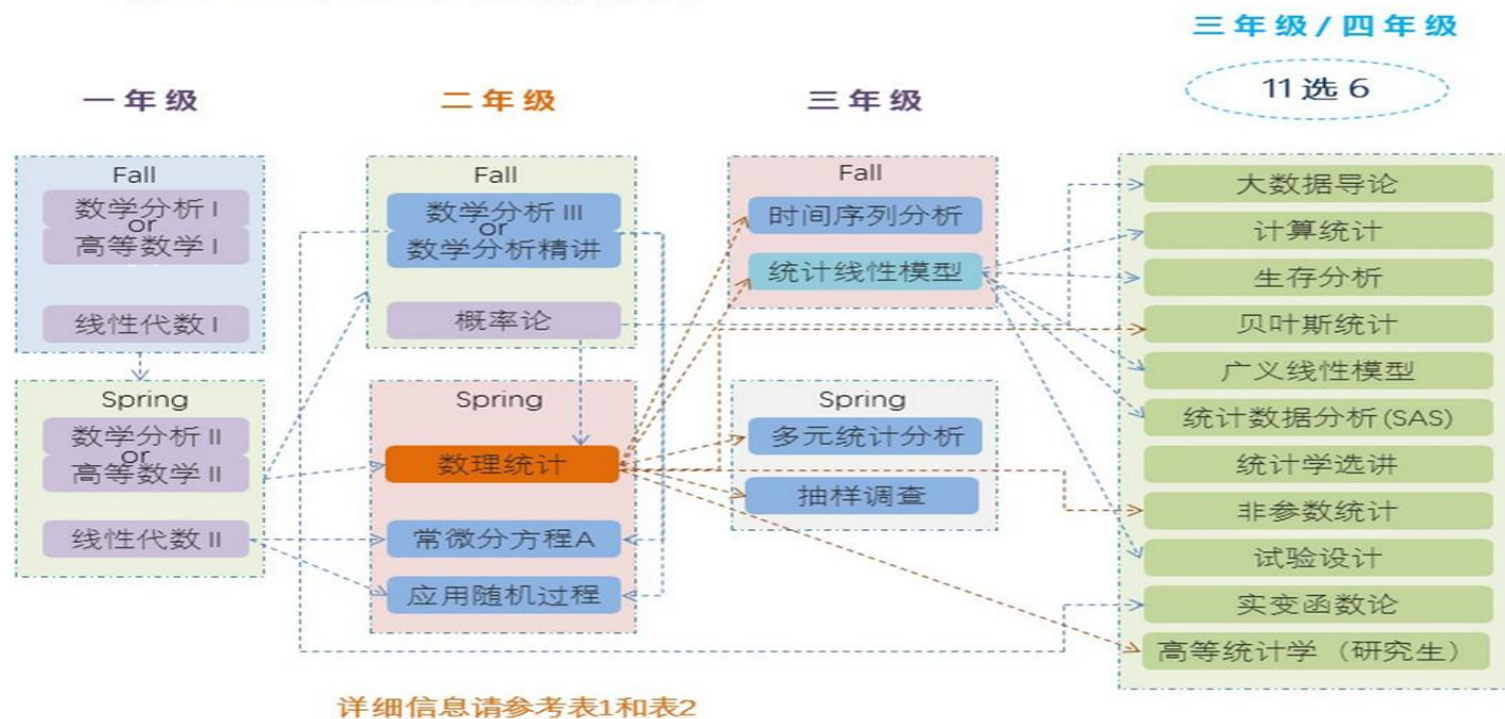 三年级/四年级
11选6
一年级
Fall
数学分析 I
or
高等数学 I
线性代数 I
Spring
数学分析 II
or
高等数学 II
线性代数 II
二年级
Fall
数学分析 III
or
数学分析精讲
概率论
Spring
数理统计
常微分方程A
应用随机过程
三年级
Fall
时间序列分析
统计线性模型
Spring
多元统计分析
抽样调查
大数据导论
计算统计
生存分析
贝叶斯统计
广义线性模型
统计数据分析(SAS)
统计学选讲
非参数统计
试验设计
实变函数论
高等统计学（研究生）
详细信息请参考表1和表2